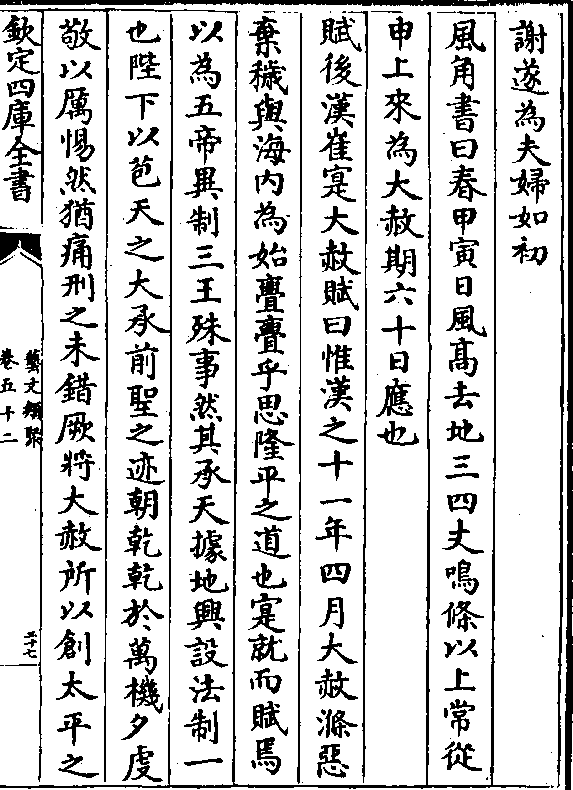 謝遂為夫婦如初
風角書曰春甲寅日風髙去地三四丈鳴條以上常從
申上來為大赦期六十日應也
賦後漢崔寔大赦賦曰惟漢之十一年四月大赦滌惡
棄穢與海内為始亹亹乎思隆平之道也寔就而賦焉
以為五帝異制三王殊事然其承天據地興設法制一
也陛下以苞天之大承前聖之迹朝乾乾於萬機夕虔
敬以厲惕然猶痛刑之未錯厥將大赦所以創太平之
欽定四庫全書
藝文類聚
卷五十二
二十七